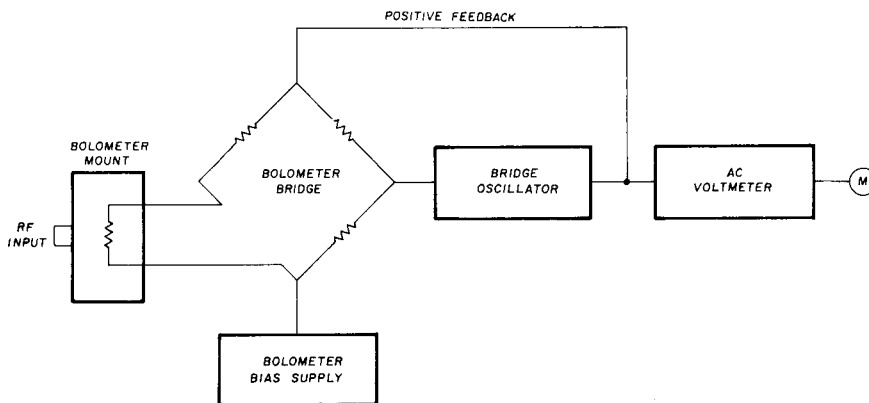 POSITIVE FEEDBACK
BOLOMETER
MOUNT
RF
INPUT
BOLOMETER
BRIDGE
BRIDGE
OSCILLATOR
AC
VOLTMETER
M
BOLOMETER
BIAS SUPPLY